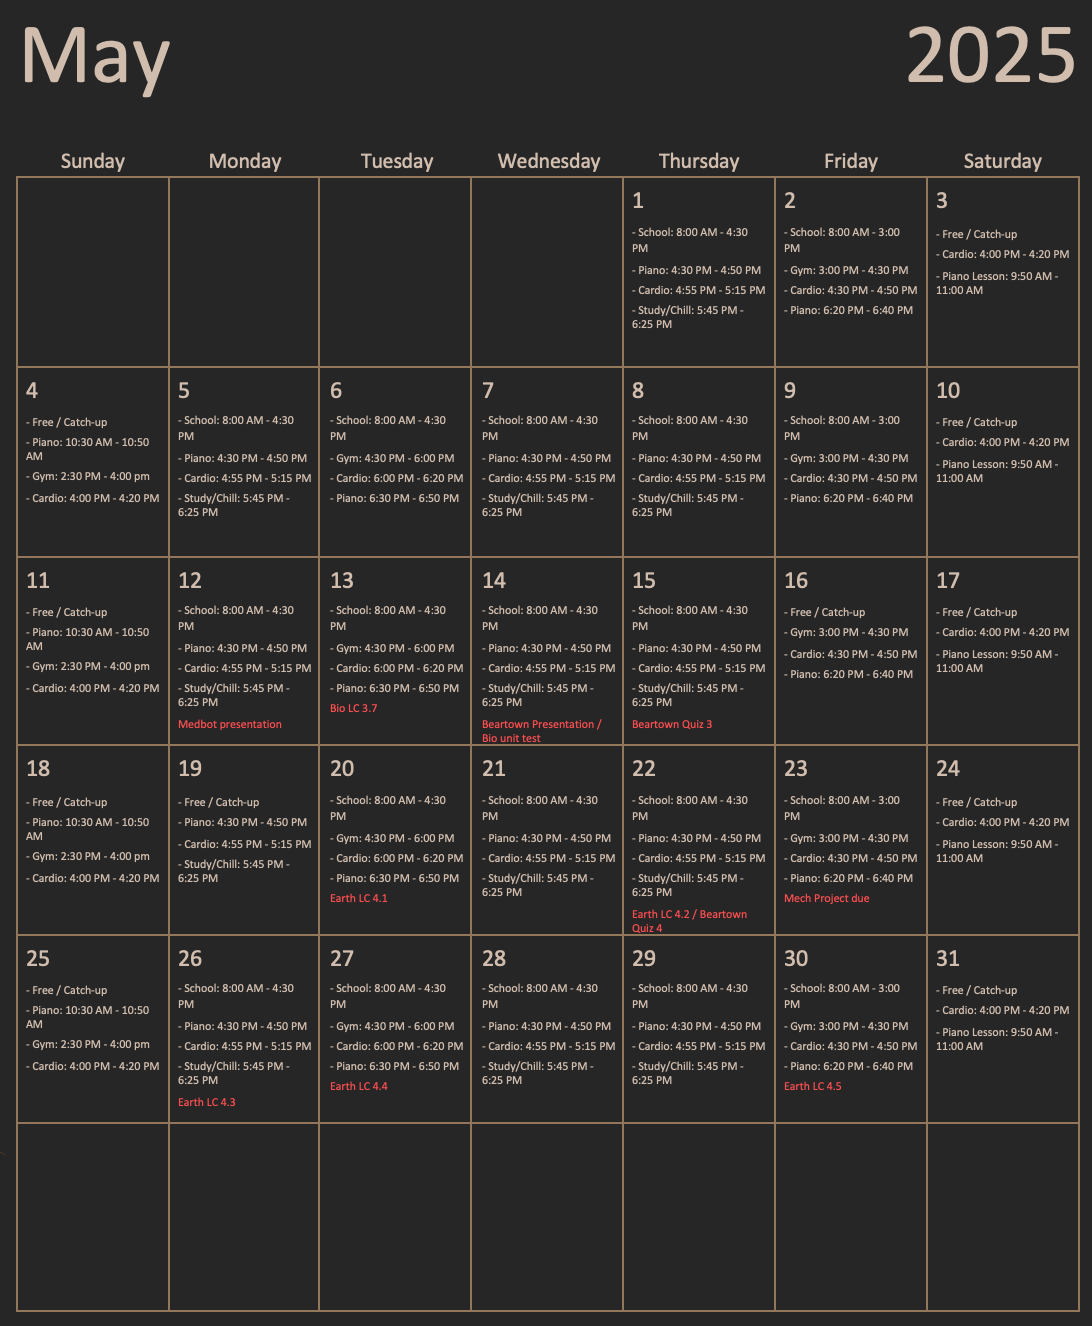 May 2025
Sunday Monday Tuesday Wednesday Thursday Friday Saturday
1
- School: 8:00 AM - 4:30
PM
- Piano: 4:30 PM - 4:50 PM
- Cardio: 4:55 PM - 5:15 PM
- Study/Chill: 5:45 PM -
6:25 PM
2
- School: 8:00 AM - 3:00
PM
- Gym: 3:00 PM - 4:30 PM
- Cardio: 4:30 PM - 4:50 PM
- Piano: 6:20 PM - 6:40 PM
3
- Free / Catch-up
- Cardio: 4:00 PM - 4:20 PM
- Piano Lesson: 9:50 AM -
11:00 AM
4
- Free / Catch-up
- Piano: 10:30 AM - 10:50
AM
- Gym: 2:30 PM - 4:00 pm
- Cardio: 4:00 PM - 4:20 PM
5
- School: 8:00 AM - 4:30
PM
- Piano: 4:30 PM - 4:50 PM
- Cardio: 4:55 PM - 5:15 PM
- Study/Chill: 5:45 PM -
6:25 PM
6
- School: 8:00 AM - 4:30
PM
- Gym: 4:30 PM - 6:00 PM
- Cardio: 6:00 PM - 6:20 PM
- Piano: 6:30 PM - 6:50 PM
7
- School: 8:00 AM - 4:30
PM
- Piano: 4:30 PM - 4:50 PM
- Cardio: 4:55 PM - 5:15 PM
- Study/Chill: 5:45 PM -
6:25 PM
8
- School: 8:00 AM - 4:30
PM
- Piano: 4:30 PM - 4:50 PM
- Cardio: 4:55 PM - 5:15 PM
- Study/Chill: 5:45 PM -
6:25 PM
9
- School: 8:00 AM - 3:00
PM
- Gym: 3:00 PM - 4:30 PM
- Cardio: 4:30 PM - 4:50 PM
- Piano: 6:20 PM - 6:40 PM
10
- Free / Catch-up
- Cardio: 4:00 PM - 4:20 PM
- Piano Lesson: 9:50 AM -
11:00 AM
11
- Free / Catch-up
- Piano: 10:30 AM - 10:50
AM
- Gym: 2:30 PM - 4:00 pm
- Cardio: 4:00 PM - 4:20 PM
12
- School: 8:00 AM - 4:30
PM
- Piano: 4:30 PM - 4:50 PM
- Cardio: 4:55 PM - 5:15 PM
- Study/Chill: 5:45 PM -
6:25 PM
Medbot presentation
13
- School: 8:00 AM - 4:30
PM
- Gym: 4:30 PM - 6:00 PM
- Cardio: 6:00 PM - 6:20 PM
- Piano: 6:30 PM - 6:50 PM
Bio LC 3.7
14
- School: 8:00 AM - 4:30
PM
- Piano: 4:30 PM - 4:50 PM
- Cardio: 4:55 PM - 5:15 PM
- Study/Chill: 5:45 PM -
6:25 PM
Beartown Presentation /
Bio unit test
15
- School: 8:00 AM - 4:30
PM
- Piano: 4:30 PM - 4:50 PM
- Cardio: 4:55 PM - 5:15 PM
- Study/Chill: 5:45 PM -
6:25 PM
Beartown Quiz 3
16
- Free / Catch-up
- Gym: 3:00 PM - 4:30 PM
- Cardio: 4:30 PM - 4:50 PM
- Piano: 6:20 PM - 6:40 PM
17
- Free / Catch-up
- Cardio: 4:00 PM - 4:20 PM
- Piano Lesson: 9:50 AM -
11:00 AM
18
- Free / Catch-up
- Piano: 10:30 AM - 10:50
AM
- Gym: 2:30 PM - 4:00 pm
- Cardio: 4:00 PM - 4:20 PM
19
- Free / Catch-up
- Piano: 4:30 PM - 4:50 PM
- Cardio: 4:55 PM - 5:15 PM
- Study/Chill: 5:45 PM -
6:25 PM
20
- School: 8:00 AM - 4:30
PM
- Gym: 4:30 PM - 6:00 PM
- Cardio: 6:00 PM - 6:20 PM
- Piano: 6:30 PM - 6:50 PM
Earth LC 4.1
21
- School: 8:00 AM - 4:30
PM
- Piano: 4:30 PM - 4:50 PM
- Cardio: 4:55 PM - 5:15 PM
- Study/Chill: 5:45 PM -
6:25 PM
22
- School: 8:00 AM - 4:30
PM
- Piano: 4:30 PM - 4:50 PM
- Cardio: 4:55 PM - 5:15 PM
- Study/Chill: 5:45 PM -
6:25 PM
Earth LC 4.2 / Beartown
Quiz 4
23
- School: 8:00 AM - 3:00
PM
- Gym: 3:00 PM - 4:30 PM
- Cardio: 4:30 PM - 4:50 PM
- Piano: 6:20 PM - 6:40 PM
Mech Project due
24
- Free / Catch-up
- Cardio: 4:00 PM - 4:20 PM
- Piano Lesson: 9:50 AM -
11:00 AM
25
- Free / Catch-up
- Piano: 10:30 AM - 10:50
AM
- Gym: 2:30 PM - 4:00 pm
- Cardio: 4:00 PM - 4:20 PM
26
- School: 8:00 AM - 4:30
PM
- Piano: 4:30 PM - 4:50 PM
- Cardio: 4:55 PM - 5:15 PM
- Study/Chill: 5:45 PM -
6:25 PM
Earth LC 4.3
27
- School: 8:00 AM - 4:30
PM
- Gym: 4:30 PM - 6:00 PM
- Cardio: 6:00 PM - 6:20 PM
- Piano: 6:30 PM - 6:50 PM
Earth LC 4.4
28
- School: 8:00 AM - 4:30
PM
- Piano: 4:30 PM - 4:50 PM
- Cardio: 4:55 PM - 5:15 PM
- Study/Chill: 5:45 PM -
6:25 PM
29
- School: 8:00 AM - 4:30
PM
- Piano: 4:30 PM - 4:50 PM
- Cardio: 4:55 PM - 5:15 PM
- Study/Chill: 5:45 PM -
6:25 PM
30
- School: 8:00 AM - 3:00
PM
- Gym: 3:00 PM - 4:30 PM
- Cardio: 4:30 PM - 4:50 PM
- Piano: 6:20 PM - 6:40 PM
Earth LC 4.5
31
- Free / Catch-up
- Cardio: 4:00 PM - 4:20 PM
- Piano Lesson: 9:50 AM -
11:00 AM